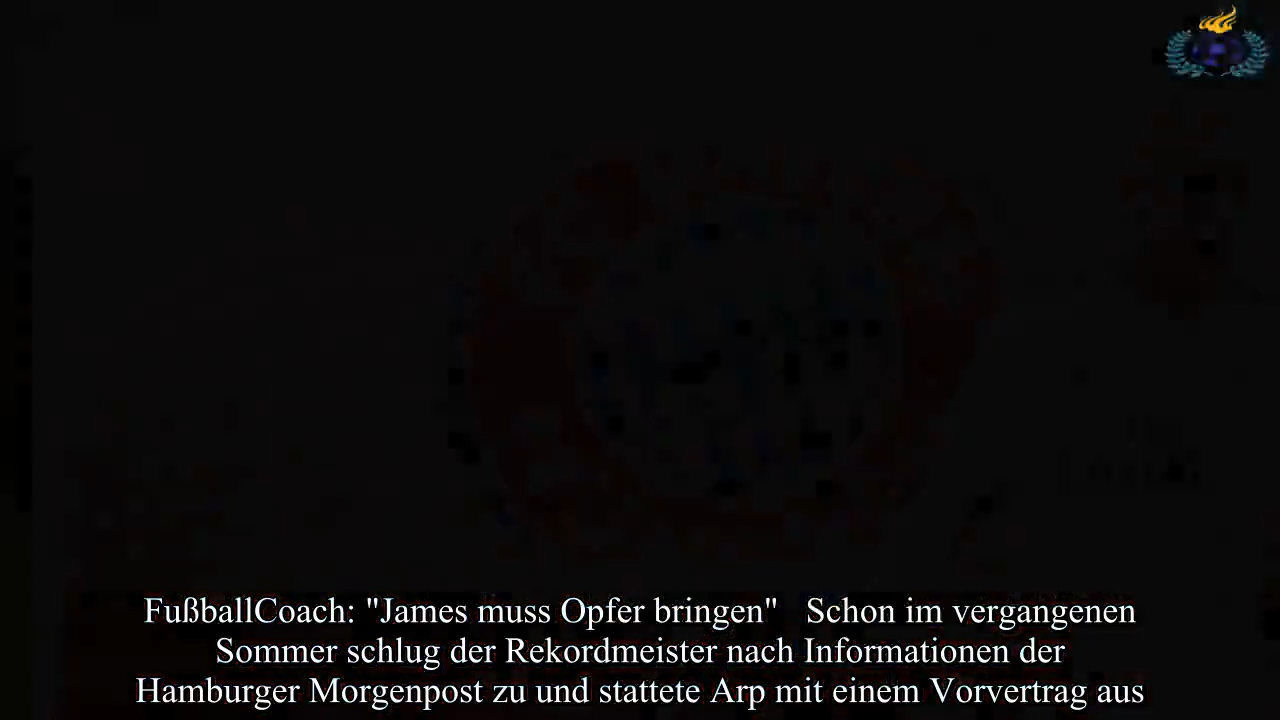 FußballCoach: "James muss Opfer bringen"   Schon im vergangenen
Sommer schlug der Rekordmeister nach Informationen der
Hamburger Morgenpost zu und stattete Arp mit einem Vorvertrag aus